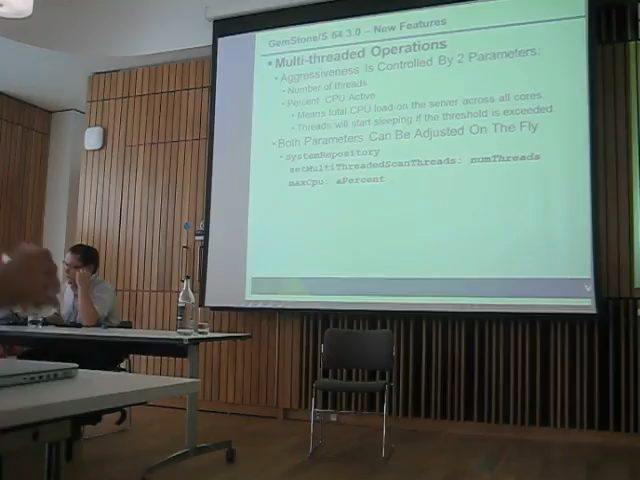 GemStone/S 64 3.0 – New Features
Multi-threaded Operations
Aggressiveness Is Controlled By 2 Parameters:
Number of threads
Percent CPU Active
Means total CPU load on the server across all cores.
Threads will start sleeping if the threshold is exceeded
Both Parameters Can Be Adjusted On The Fly
systemRepository
setMultiThreadedScanThreads: numThreads
maxCpu: aPercent